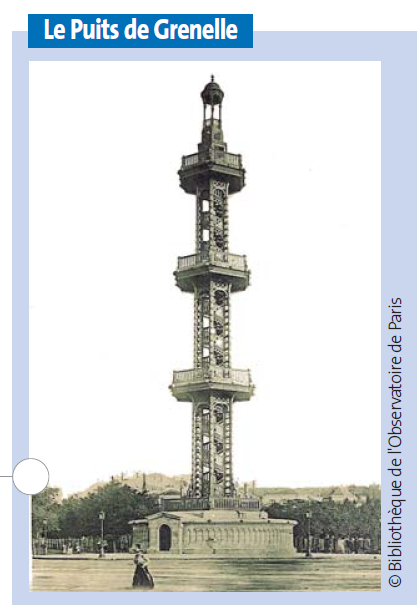 Le Puits de Grenelle
© Bibliothèque de l'Observatoire de Paris